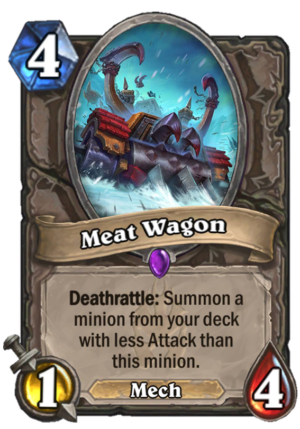 4
Meat Wagon
Deathrattle: Summon a
minion from your deck
with less Attack than
this minion.
1
Mech
4